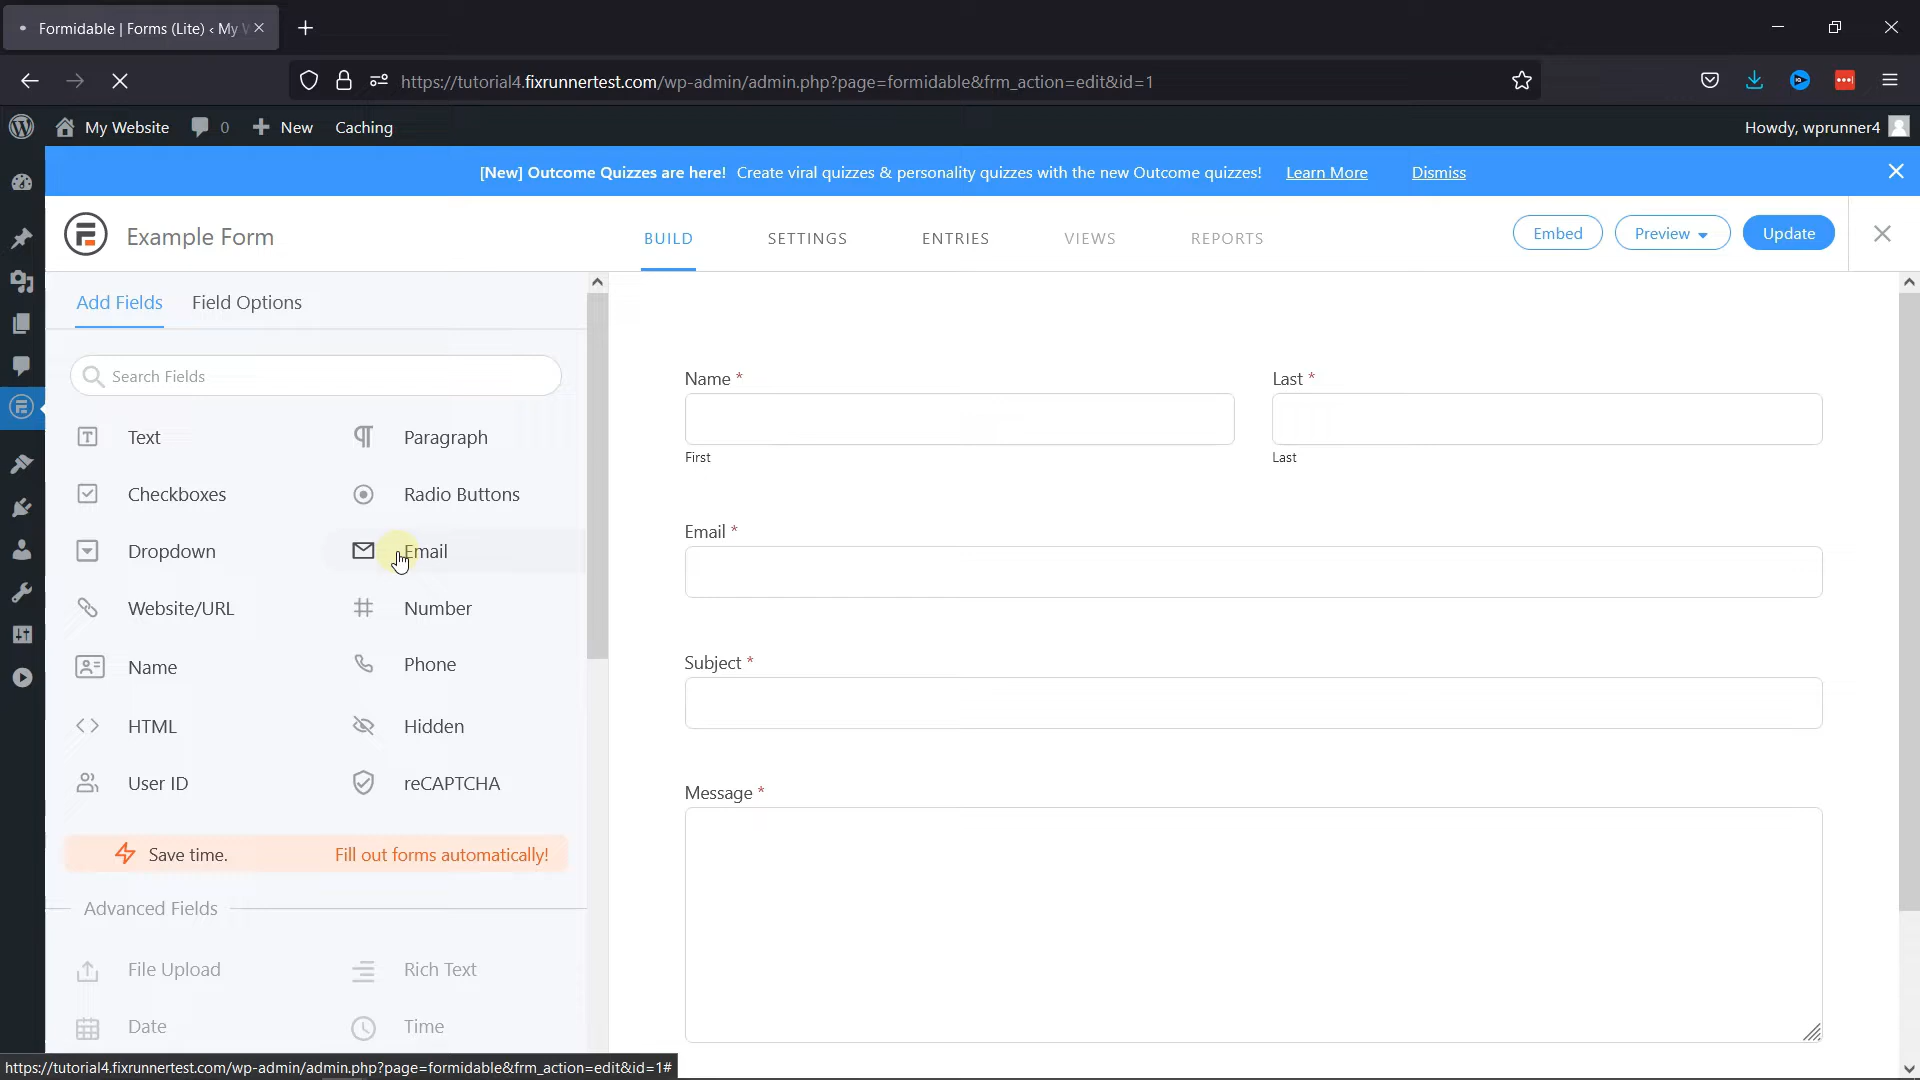 Formidable | Forms (Lite) ‹ My W
https://tutorial4.fixrunnertest.com/wp-admin/admin.php?page=formidable&frm_action=edit&id=1
My Website
0
New
Caching
Howdy, wprunner4
[New] Outcome Quizzes are here! Create viral quizzes & personality quizzes with the new Outcome quizzes! Learn More Dismiss
Example Form
BUILD
SETTINGS
ENTRIES
VIEWS
REPORTS
Embed
Preview
Update
Add Fields
Field Options
Search Fields
Text
Paragraph
Checkboxes
Radio Buttons
Dropdown
Email
Website/URL
Number
Name
Phone
HTML
Hidden
User ID
reCAPTCHA
Save time.
Fill out forms automatically!
Advanced Fields
File Upload
Rich Text
Date
Time
Name *
Last *
First
Last
Email *
Subject *
Message *
https://tutorial4.fixrunnertest.com/wp-admin/admin.php?page=formidable&frm_action=edit&id=1#